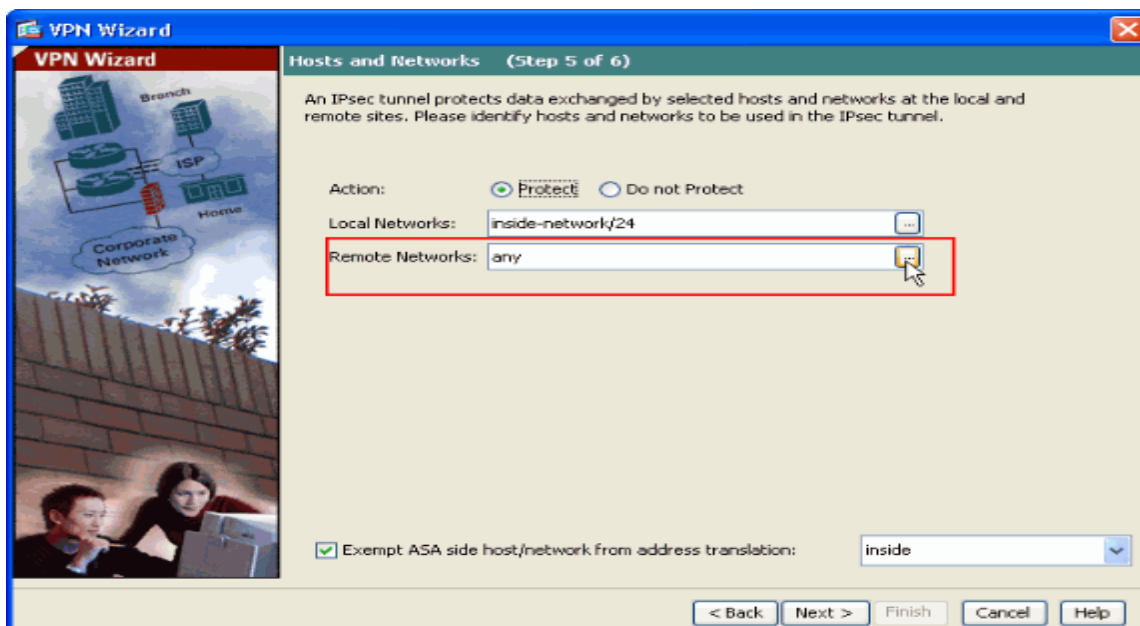 VPN Wizard
VPN Wizard
Branch
ISP
Home
Corporate
Network
Hosts and Networks (Step 5 of 6)
An IPsec tunnel protects data exchanged by selected hosts and networks at the local and
remote sites. Please identify hosts and networks to be used in the IPsec tunnel.
Action: Protect Do not Protect
Local Networks: inside-network/24 ...
Remote Networks: any ...
Exempt ASA side host/network from address translation: inside
< Back Next > Finish Cancel Help